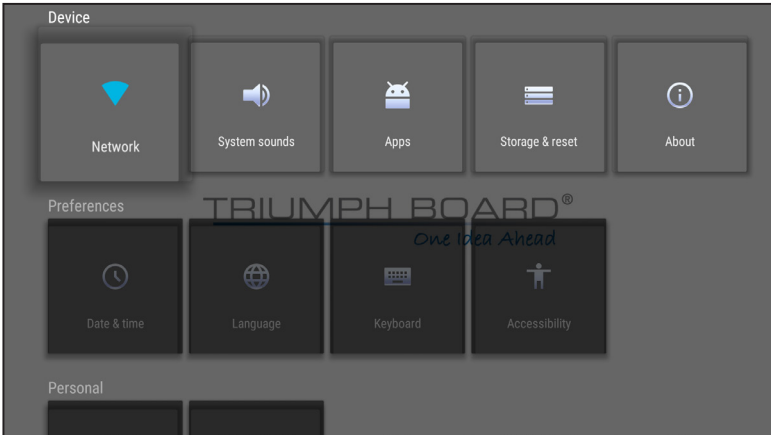 Device
Network
System sounds
Apps
Storage & reset
About
Preferences
TRIUMPH BOARD®
One Idea Ahead
Date & time
Language
Keyboard
Accessibility
Personal